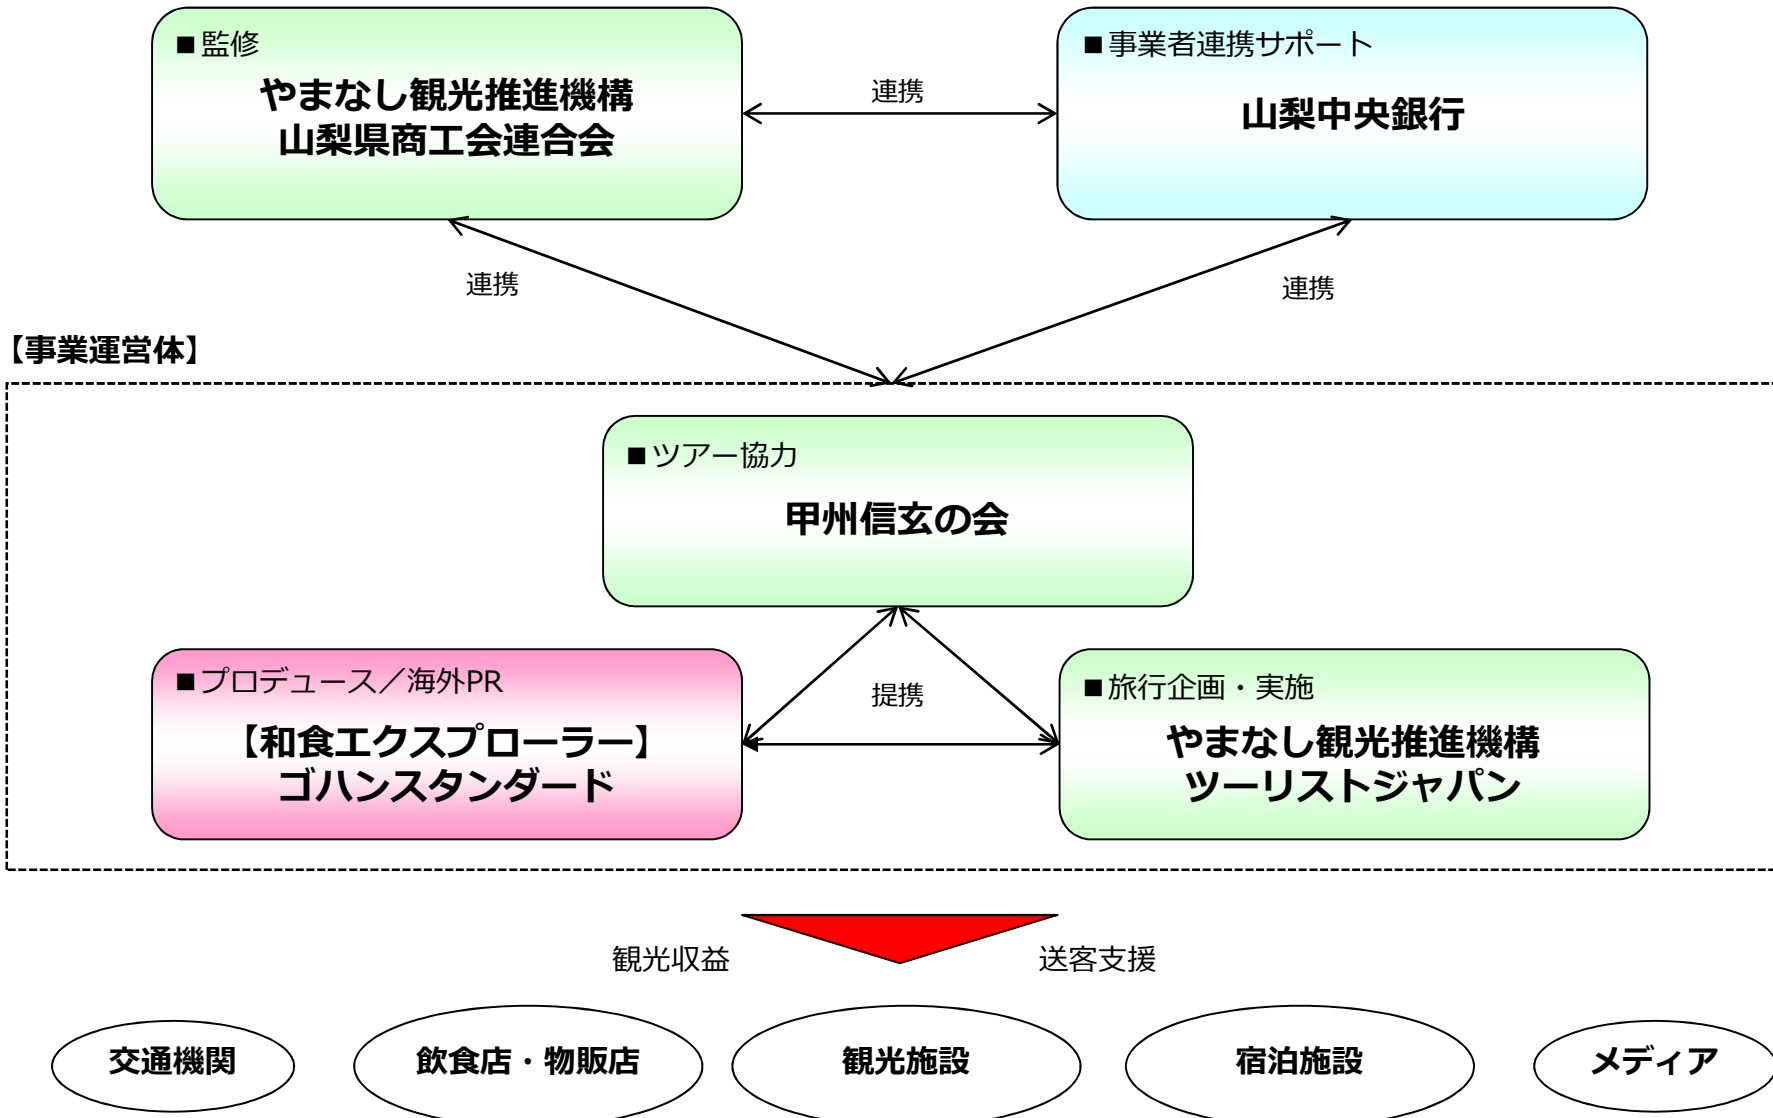 ■監修
やまなし観光推進機構
山梨県商工会連合会
■事業者連携サポート
山梨中央銀行
連携
連携
連携
【事業運営体】
■ツアー協力
甲州信玄の会
■プロデュース／海外PR
【和食エクスプローラー】
ゴハンスタンダード
提携
■旅行企画・実施
やまなし観光推進機構
ツーリストジャパン
観光収益
送客支援
交通機関
飲食店・物販店
観光施設
宿泊施設
メディア